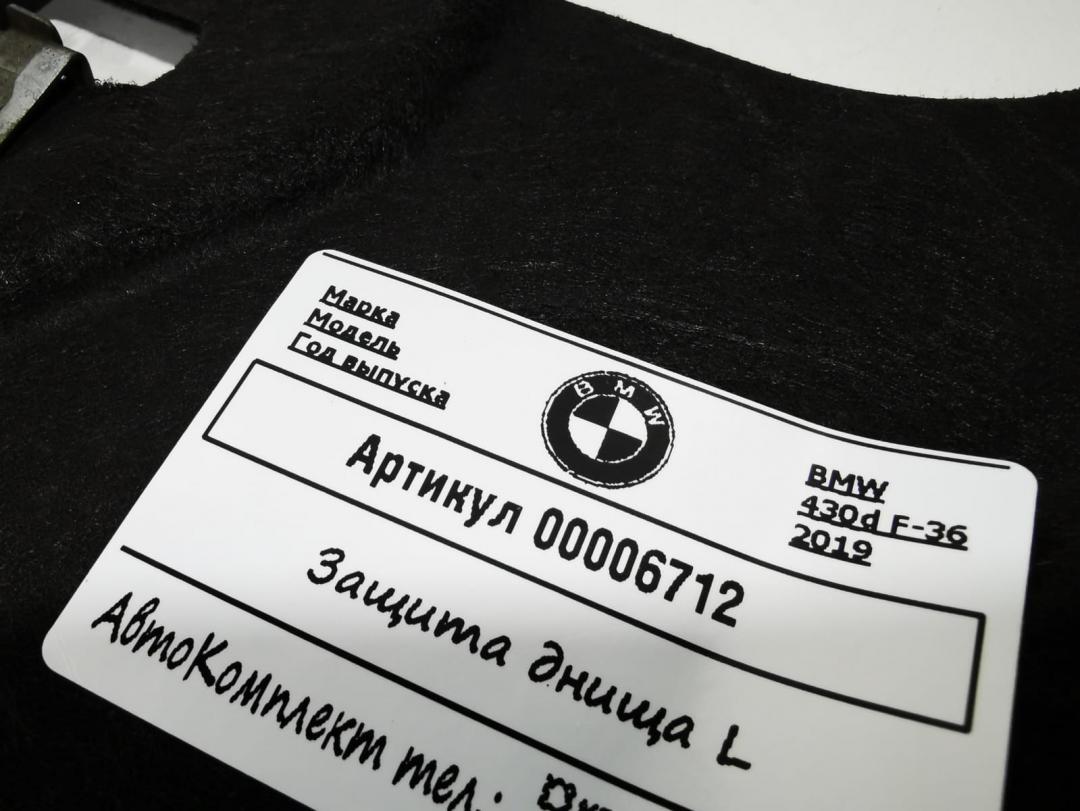 Марка
Модель
Год выпуска
BMW
BMW
430d F-36
2019
Артикул 00006712
Защита днища L
АвтоКомплект тел.: